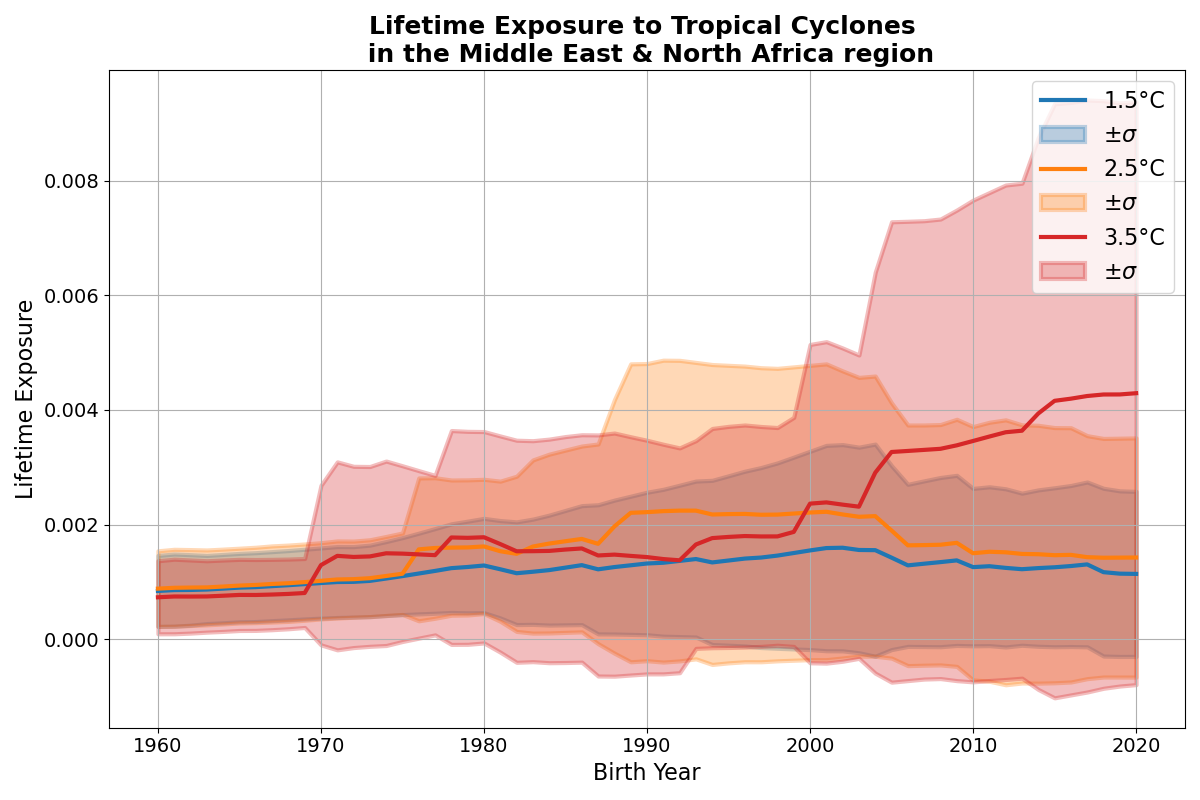 Lifetime Exposure to Tropical Cyclones
in the Middle East & North Africa region
1.5°C
±σ
2.5°C
±σ
3.5°C
±σ
0.008
0.006
0.004
0.002
0.000
Lifetime Exposure
1960 1970 1980 1990 2000 2010 2020
Birth Year